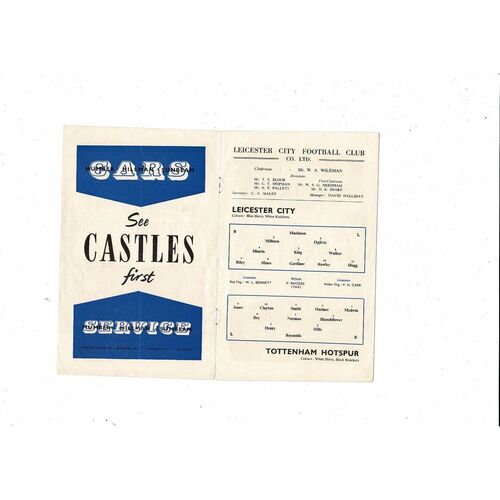 CARS
HUMBER HILLMAN SUNBEAM
See
CASTLES
first
SERVICE
HUMBER HILLMAN SUNBEAM
LEICESTER CITY FOOTBALL CLUB
CO. LTD.
Chairman Mr. W. A. WILEMAN
Directors
Mr. T. S. BLOOR Vice-Chairman
Mr. L. T. SHIPMAN Mr. W. S. G. NEEDHAM
Mr. A. E. PALLETT Mr. D. E. SHARP
Secretary: C. A. MALEY Manager: DAVID HALLIDAY
LEICESTER CITY
Colours: Blue Shirts, White Knickers.
R L
Maclaren
Milburn Ogilvie
Morris King Walker
Riley Hines Gardiner Rowley Hogg
Linesman Referee Linesman
Red Flag: W. L. BENNETT F. RHODES Yellow Flag: F. H. CARR
(York)
Jones Clayton Smith Harmer Medwin
Iley Norman Blanchflower
Henry Hills
L Reynolds R
TOTTENHAM HOTSPUR
Colours: White Shirts, Black Knickers